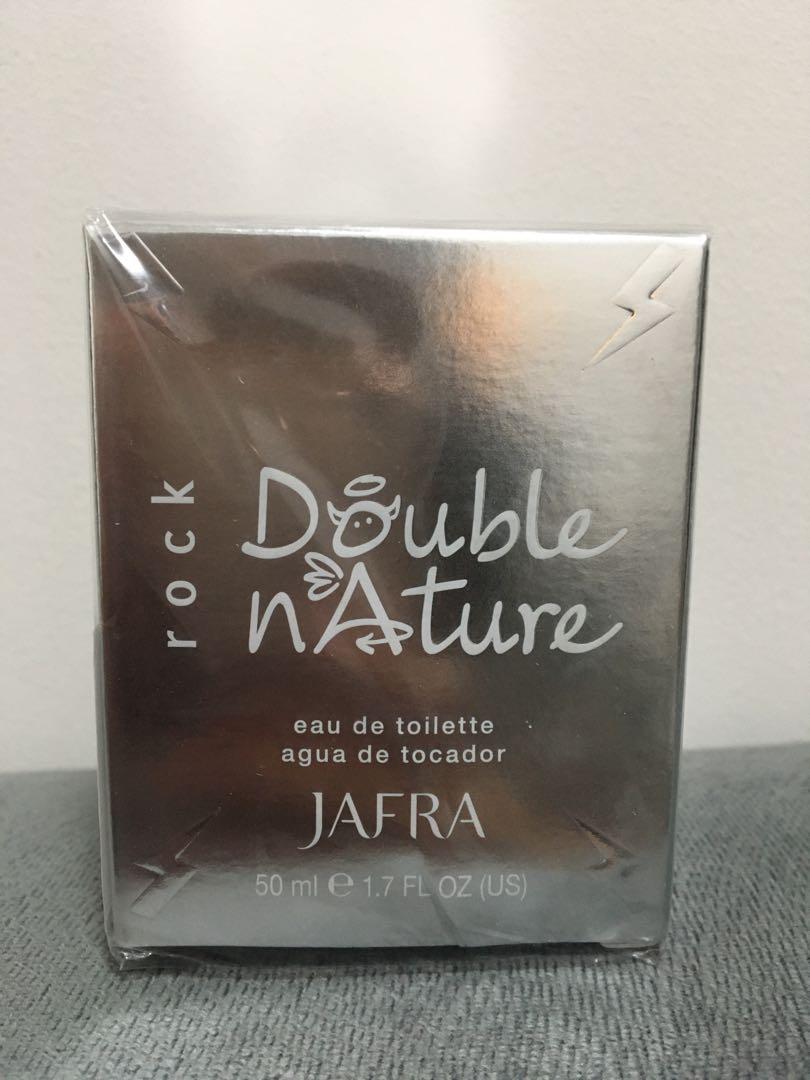 rock
Double
nAture
eau de toilette
agua de tocador
JAFRA
50 ml ℮ 1.7 FL OZ (US)